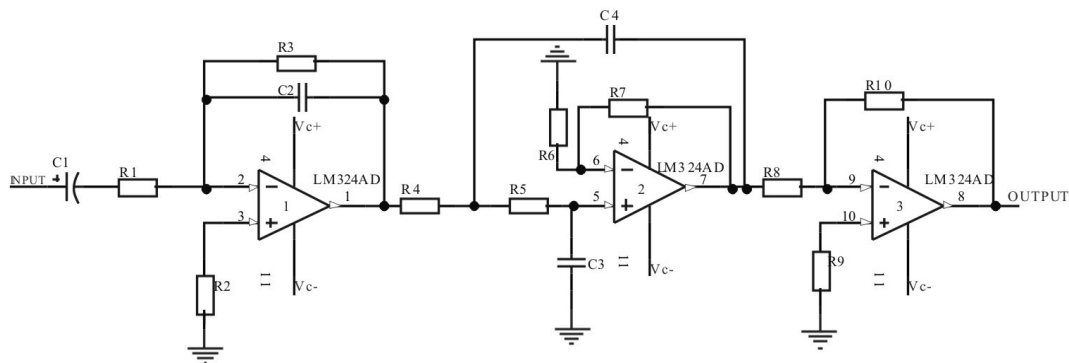 C4
R3
C2
R7
R10
Vc+
Vc+
Vc+
4
4
4
R6
C1
INPUT
+
R1
2
−
LM324AD
1
1
R4
R5
6
−
LM324AD
2
7
R8
9
−
LM324AD
3
8
OUTPUT
3
+
5
+
10
+
R2
11
Vc-
C3
11
Vc-
R9
11
Vc-